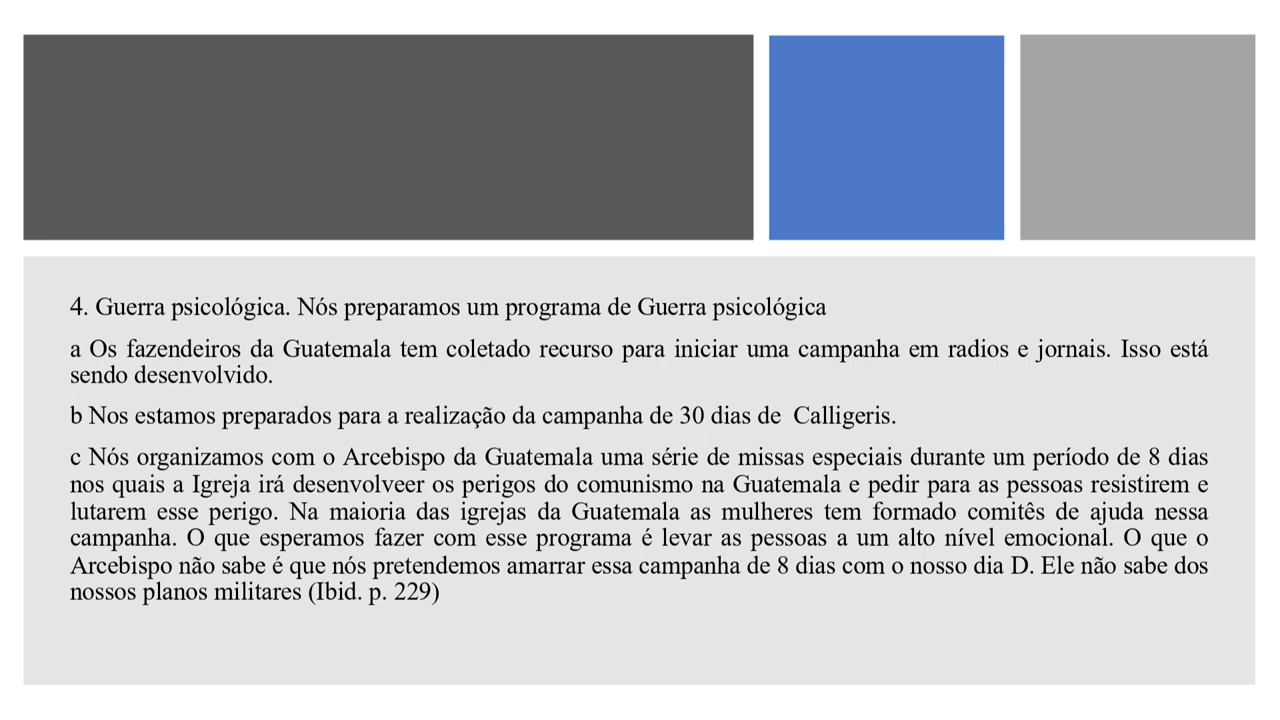 4. Guerra psicológica. Nós preparamos um programa de Guerra psicológica
a Os fazendeiros da Guatemala tem coletado recurso para iniciar uma campanha em radios e jornais. Isso está
sendo desenvolvido.
b Nos estamos preparados para a realização da campanha de 30 dias de  Calligeris.
c Nós organizamos com o Arcebispo da Guatemala uma série de missas especiais durante um período de 8 dias
nos quais a Igreja irá desenvolveer os perigos do comunismo na Guatemala e pedir para as pessoas resistirem e
lutarem esse perigo. Na maioria das igrejas da Guatemala as mulheres tem formado comitês de ajuda nessa
campanha. O que esperamos fazer com esse programa é levar as pessoas a um alto nível emocional. O que o
Arcebispo não sabe é que nós pretendemos amarrar essa campanha de 8 dias com o nosso dia D. Ele não sabe dos
nossos planos militares (Ibid. p. 229)